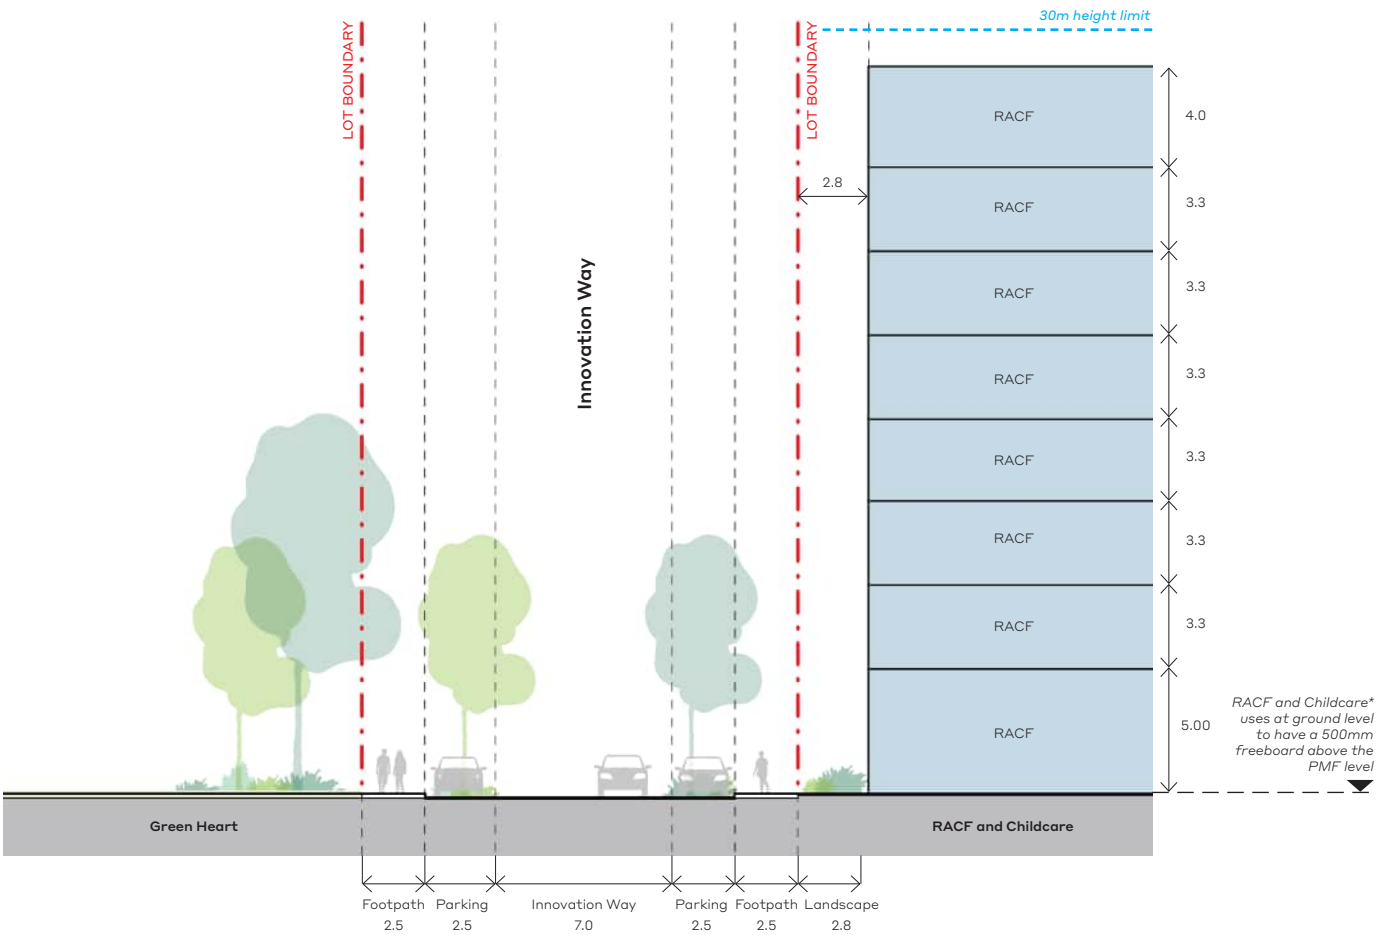 30m height limit
LOT BOUNDARY
LOT BOUNDARY
RACF
4.0
2.8
RACF
3.3
Innovation Way
RACF
3.3
RACF
3.3
RACF
3.3
RACF
3.3
RACF
3.3
RACF
5.00
RACF and Childcare*
uses at ground level
to have a 500mm
freeboard above the
PMF level
Green Heart
RACF and Childcare
Footpath Parking Innovation Way Parking Footpath Landscape
2.5 2.5 7.0 2.5 2.5 2.8